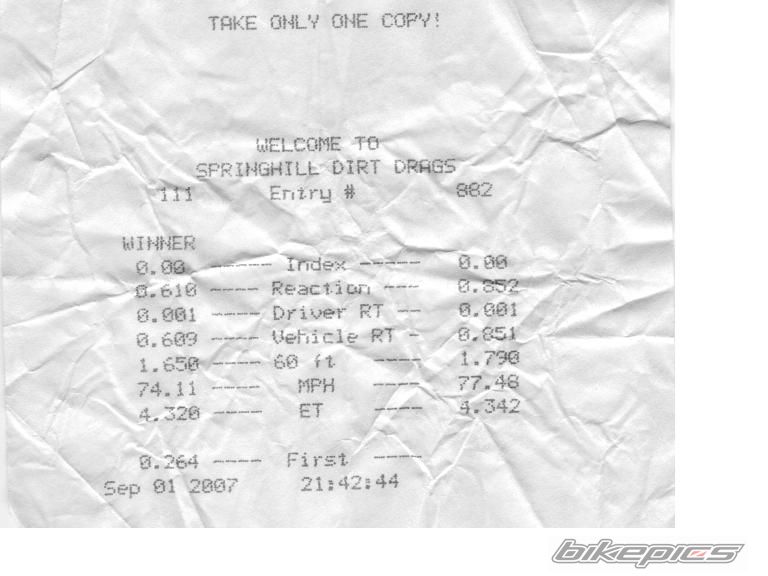 TAKE ONLY ONE COPY!
WELCOME TO
SPRINGHILL DIRT DRAGS
111 Entry # 882
WINNER
0.00 ----- Index ----- 0.00
0.610 ---- Reaction --- 0.852
0.001 ---- Driver RT -- 0.001
0.609 ---- Vehicle RT - 0.851
1.650 ---- 60 ft ---- 1.790
74.11 ---- MPH ---- 77.48
4.320 ---- ET ---- 4.342
0.264 ---- First ----
Sep 01 2007 21:42:44
bikepics